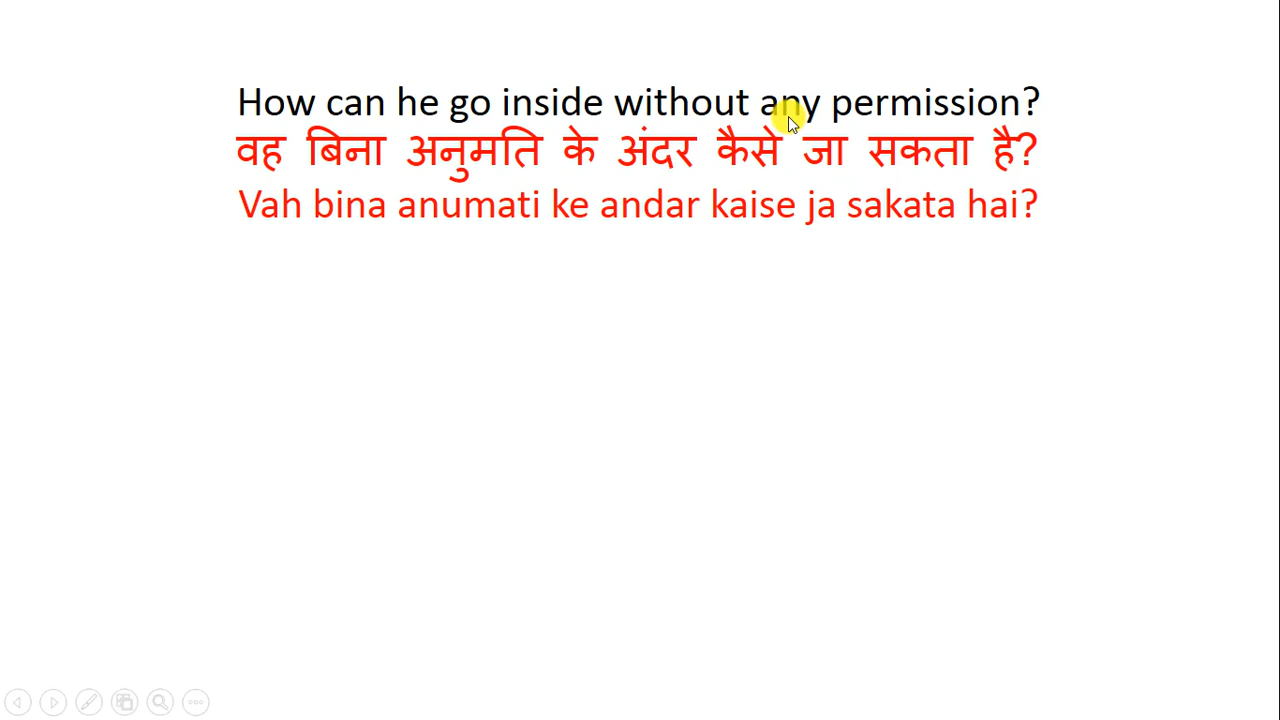 How can he go inside without any permission?
वह बिना अनुमति के अंदर कैसे जा सकता है?
Vah bina anumati ke andar kaise ja sakata hai?